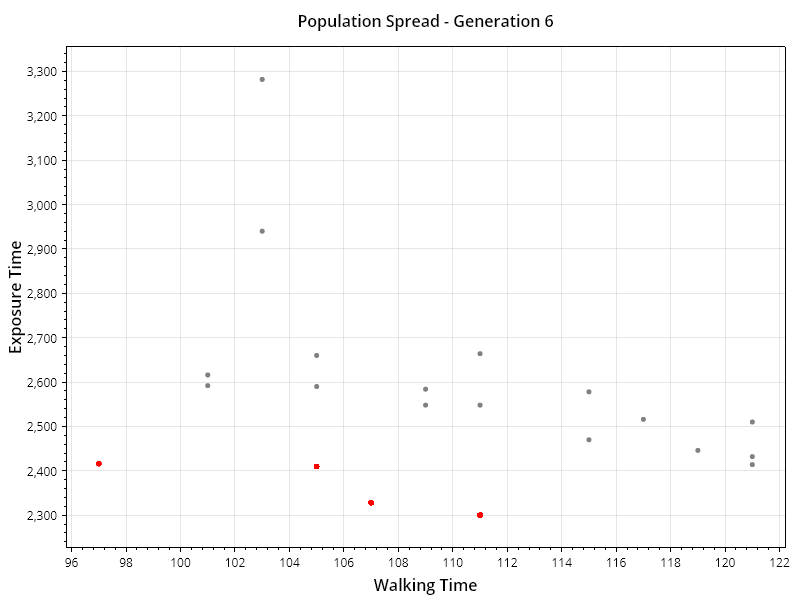 Population Spread - Generation 6
3,300
3,200
3,100
3,000
2,900
2,800
2,700
2,600
2,500
2,400
2,300
Exposure Time
96 98 100 102 104 106 108 110 112 114 116 118 120 122
Walking Time